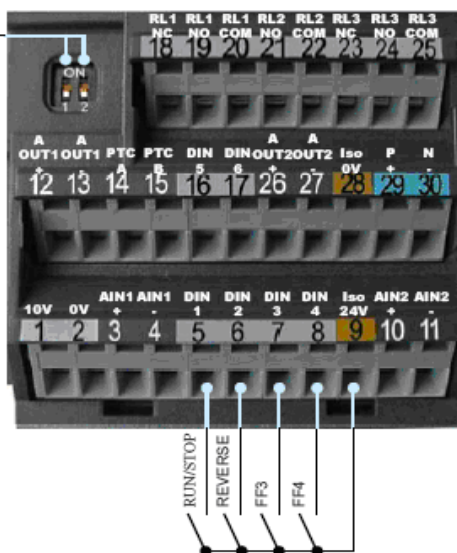 RL1 RL1 RL1 RL2 RL2 RL3 RL3 RL3
NC NO COM NO COM NC NO COM
18 19 20 21 22 23 24 25
ON
1 2
A A PTC PTC DIN DIN A A Iso P N
OUT1 OUT1 A B 5 6 OUT2 OUT2 0V + -
+ - + -
12 13 14 15 16 17 26 27 28 29 30
10V 0V AIN1 AIN1 DIN DIN DIN DIN Iso AIN2 AIN2
+ - 1 2 3 4 24V + -
1 2 3 4 5 6 7 8 9 10 11
RUN/STOP
REVERSE
FF3
FF4